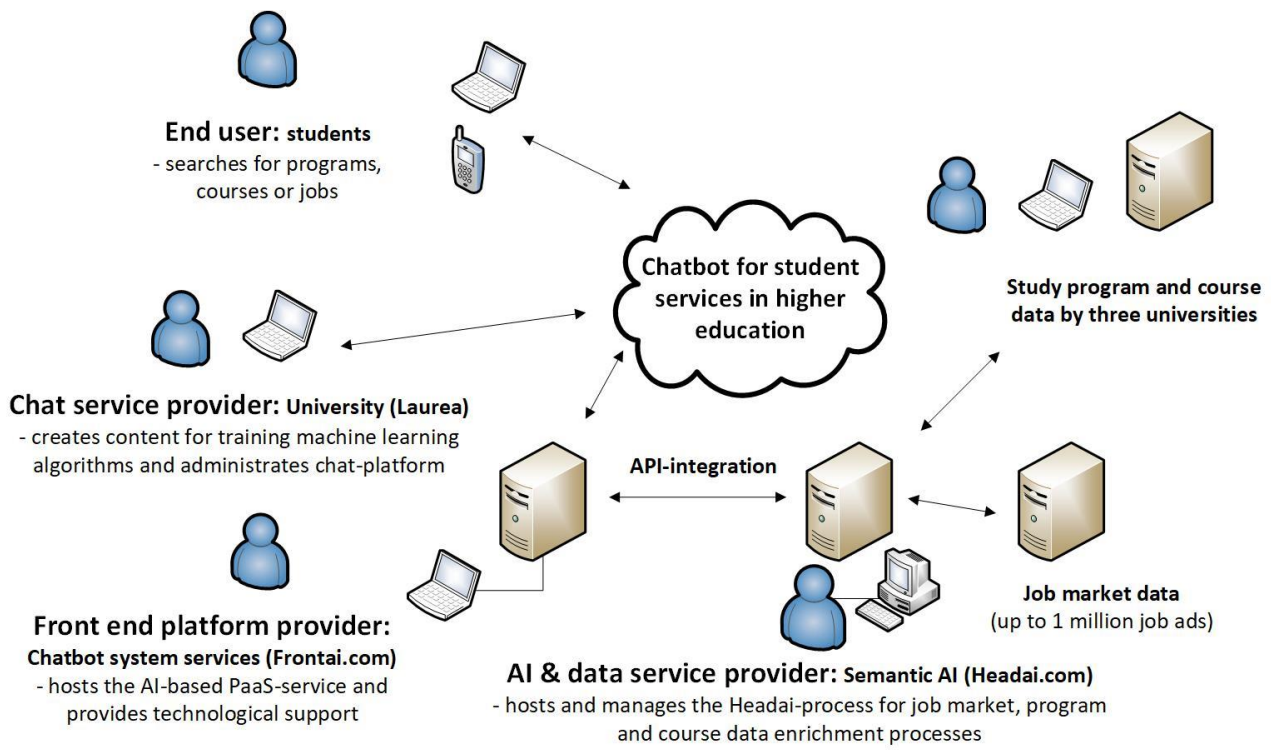 End user: students
- searches for programs,
courses or jobs
Chatbot for student
services in higher
education
Study program and course
data by three universities
Chat service provider: University (Laurea)
- creates content for training machine learning
algorithms and administrates chat-platform
API-integration
Job market data
(up to 1 million job ads)
Front end platform provider:
Chatbot system services (Frontai.com)
- hosts the AI-based PaaS-service and
provides technological support
AI & data service provider: Semantic AI (Headai.com)
- hosts and manages the Headai-process for job market, program
and course data enrichment processes